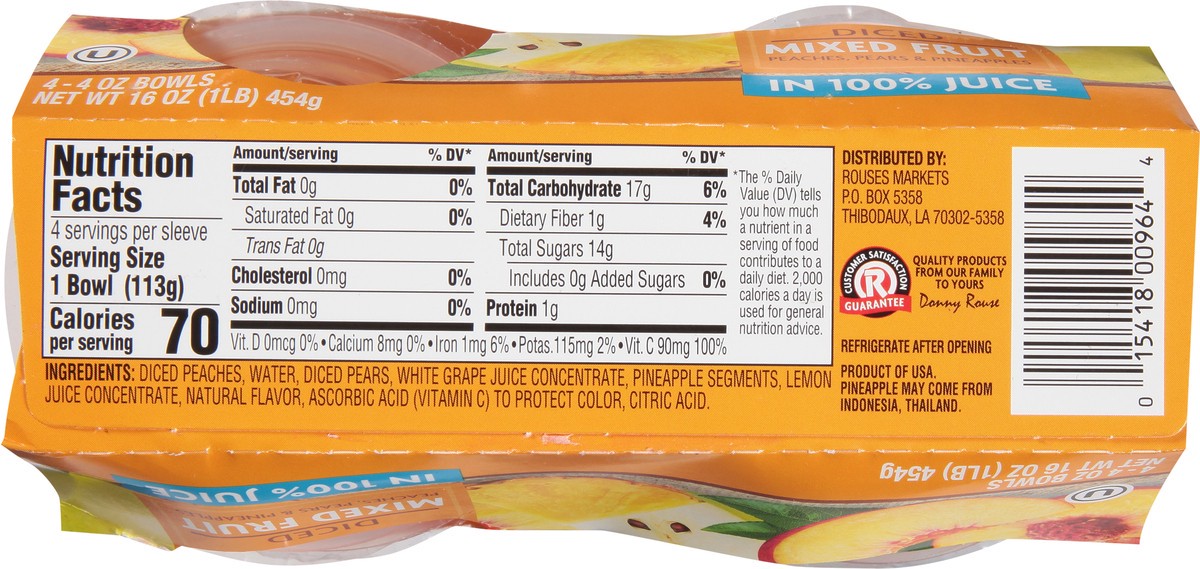 U
4 - 4 OZ BOWLS
NET WT 16 OZ (1LB) 454g
DICED
MIXED FRUIT
PEACHES, PEARS & PINEAPPLES
IN 100% JUICE
Nutrition
Facts
4 servings per sleeve
Serving Size
1 Bowl (113g)
Calories
per serving 70
Amount/serving % DV*
Total Fat 0g 0%
Saturated Fat 0g 0%
Trans Fat 0g
Cholesterol 0mg 0%
Sodium 0mg 0%
Amount/serving % DV*
Total Carbohydrate 17g 6%
Dietary Fiber 1g 4%
Total Sugars 14g
Includes 0g Added Sugars 0%
Protein 1g
Vit. D 0mcg 0% • Calcium 8mg 0% • Iron 1mg 6% • Potas. 115mg 2% • Vit. C 90mg 100%
*The % Daily
Value (DV) tells
you how much
a nutrient in a
serving of food
contributes to a
daily diet. 2,000
calories a day is
used for general
nutrition advice.
INGREDIENTS: DICED PEACHES, WATER, DICED PEARS, WHITE GRAPE JUICE CONCENTRATE, PINEAPPLE SEGMENTS, LEMON
JUICE CONCENTRATE, NATURAL FLAVOR, ASCORBIC ACID (VITAMIN C) TO PROTECT COLOR, CITRIC ACID.
DISTRIBUTED BY:
ROUSES MARKETS
P.O. BOX 5358
THIBODAUX, LA 70302-5358
CUSTOMER SATISFACTION
R
GUARANTEE
QUALITY PRODUCTS
FROM OUR FAMILY
TO YOURS
Donny Rouse
REFRIGERATE AFTER OPENING
PRODUCT OF USA.
PINEAPPLE MAY COME FROM
INDONESIA, THAILAND.
0 15418 00964 4
4 - 4 OZ BOWLS
NET WT 16 OZ (1LB) 454g
U
DICED
MIXED FRUIT
PEACHES, PEARS & PINEAPPLES
IN 100% JUICE